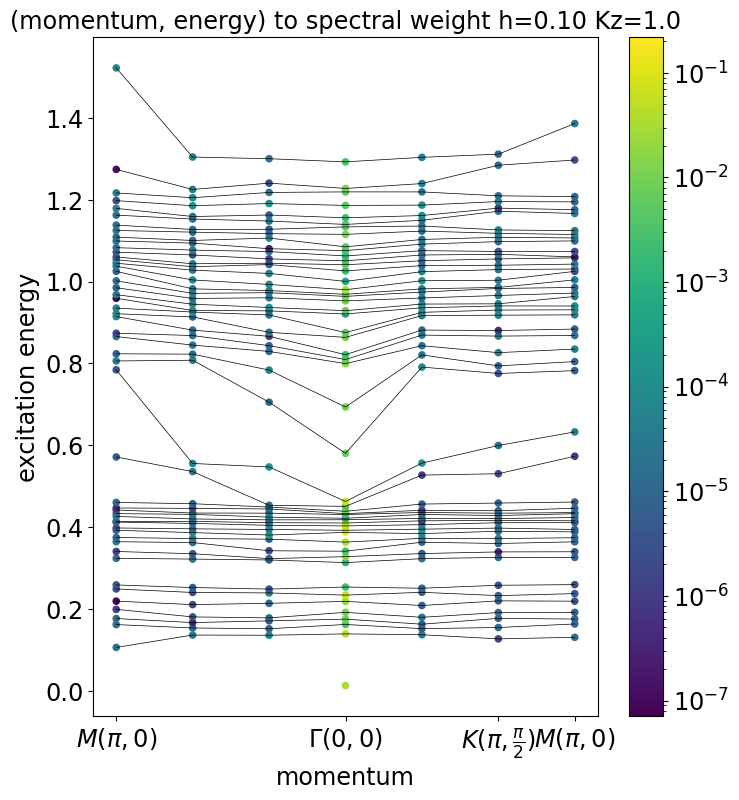 (momentum, energy) to spectral weight h=0.10 Kz=1.0
excitation energy
1.4
1.2
1.0
0.8
0.6
0.4
0.2
0.0
M(π, 0)
Γ(0, 0)
K(π, π/2)
M(π, 0)
momentum
10⁻¹
10⁻²
10⁻³
10⁻⁴
10⁻⁵
10⁻⁶
10⁻⁷